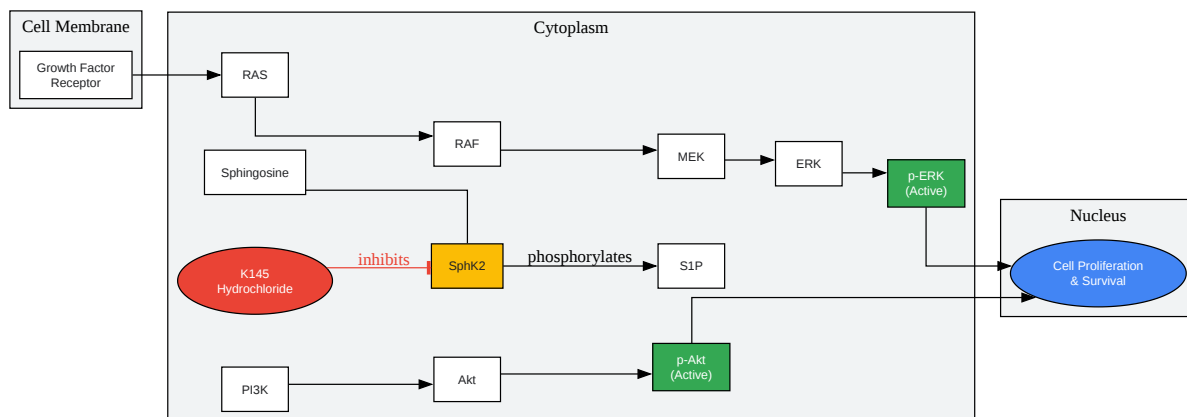 Cell Membrane
Growth Factor
Receptor
Cytoplasm
RAS
RAF
MEK
ERK
p-ERK
(Active)
Sphingosine
K145
Hydrochloride
inhibits
SphK2
phosphorylates
S1P
PI3K
Akt
p-Akt
(Active)
Nucleus
Cell Proliferation
& Survival